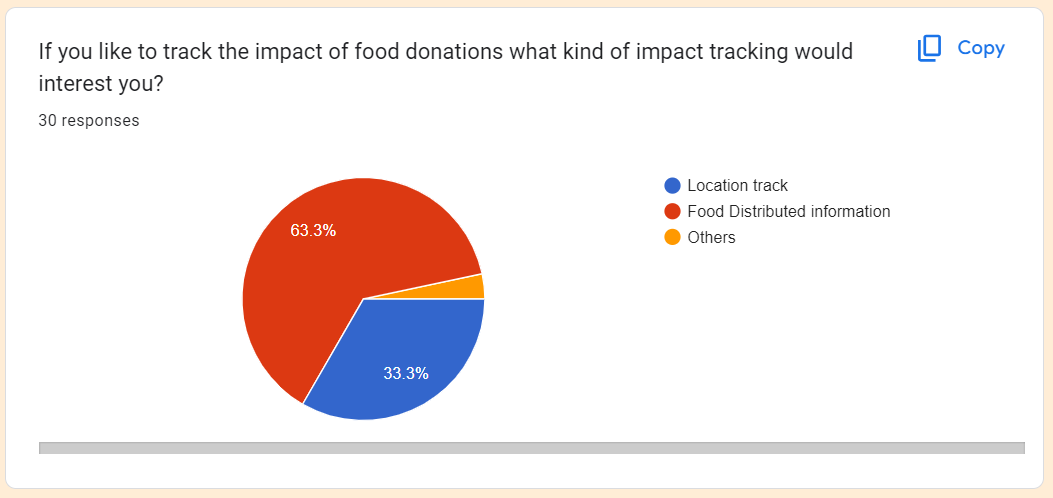 If you like to track the impact of food donations what kind of impact tracking would
interest you?
Copy
30 responses
63.3%
33.3%
Location track
Food Distributed information
Others